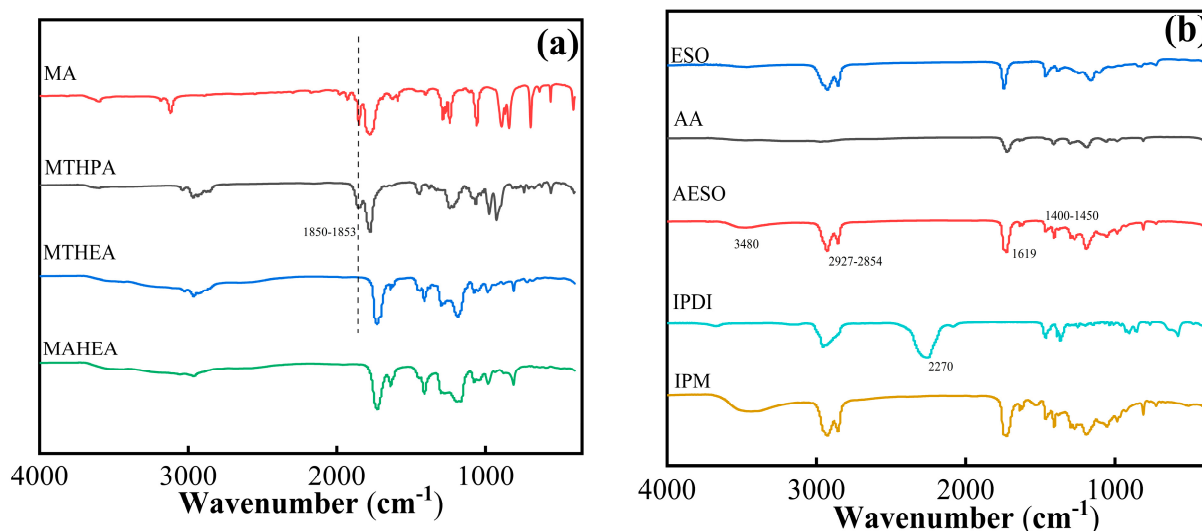 (a)
MA
MTHPA
1850-1853
MTHEA
MAHEA
4000 3000 2000 1000
Wavenumber (cm-1)
(b)
ESO
AA
AESO
1400-1450
3480
2927-2854
1619
IPDI
2270
IPM
4000 3000 2000 1000
Wavenumber (cm-1)